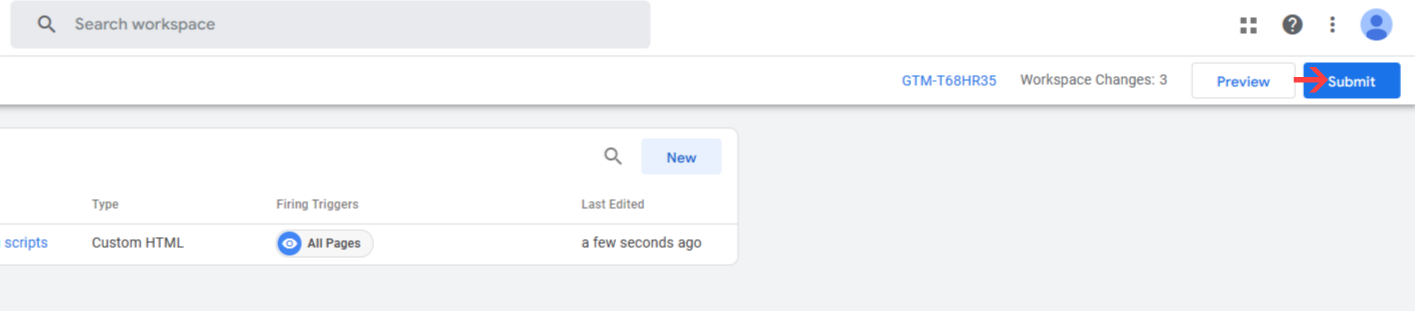 Search workspace
GTM-T68HR35 Workspace Changes: 3 Preview Submit
New
Type Firing Triggers Last Edited
scripts Custom HTML All Pages a few seconds ago